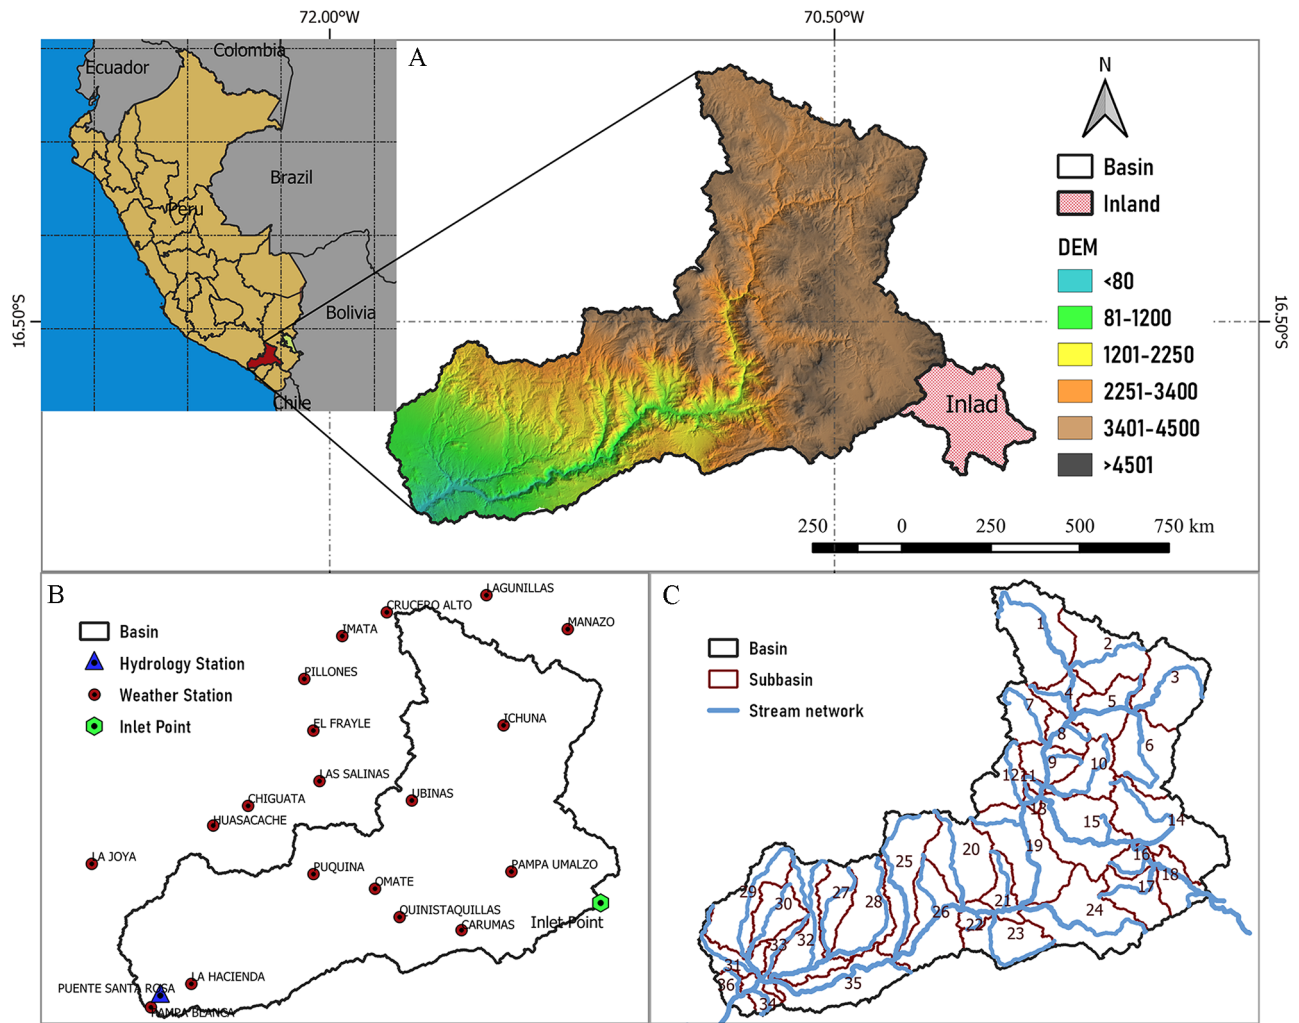 72.00°W
70.50°W
A
Colombia
Ecuador
Brazil
Peru
Bolivia
Chile
16.50°S
16.50°S
N
Basin
Inland
DEM
<80
81-1200
1201-2250
2251-3400
3401-4500
>4501
Inlad
250 0 250 500 750 km
B
Basin
Hydrology Station
Weather Station
Inlet Point
LAGUNILLAS
CRUCERO ALTO
MANAZO
IMATA
PILLONES
ICHUNA
EL FRAYLE
LAS SALINAS
UBINAS
CHIGUATA
HUASACACHE
LA JOYA
PUQUINA
PAMPA UMALZO
OMATE
QUINISTAQUILLAS
Inlet Point
CARUMAS
LA HACIENDA
PUENTE SANTA ROSA
PAMPA BLANCA
C
Basin
Subbasin
Stream network
1
2
3
4
5
7
8
6
9
10
12
11
13
15
14
19
20
16
25
18
17
29
27
30
28
21
26
24
22
23
32
33
31
36
35
34